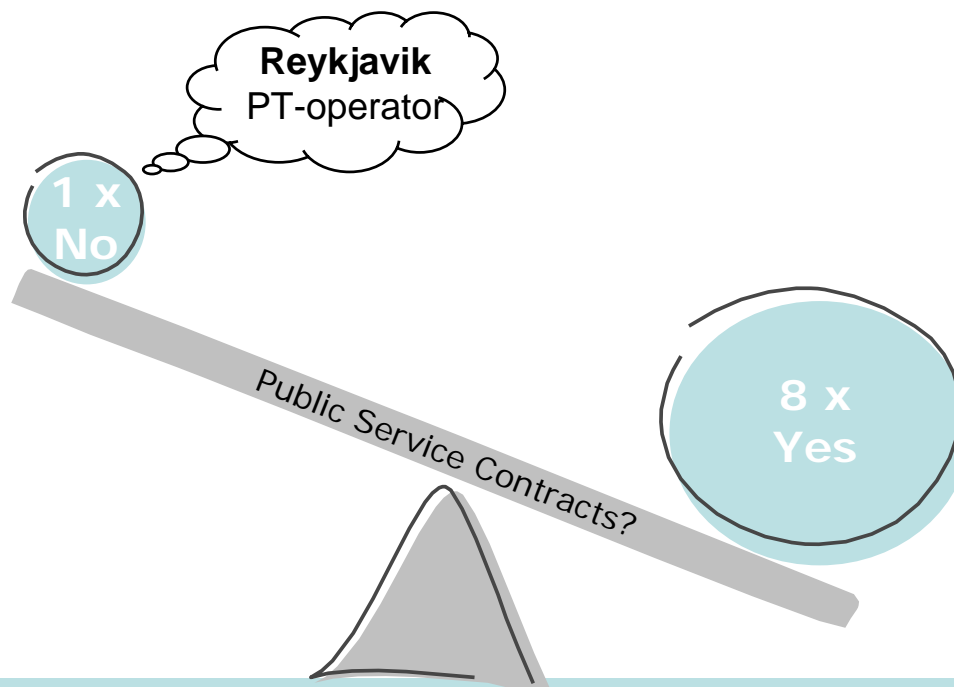 Reykjavik
PT-operator
1 x
No
Public Service Contracts?
8 x
Yes